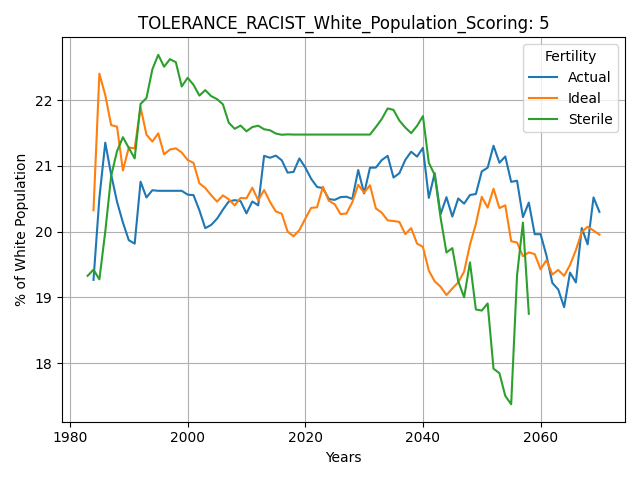 TOLERANCE_RACIST_White_Population_Scoring: 5
Fertility
Actual
Ideal
Sterile
% of White Population
22
21
20
19
18
1980
2000
2020
2040
2060
Years